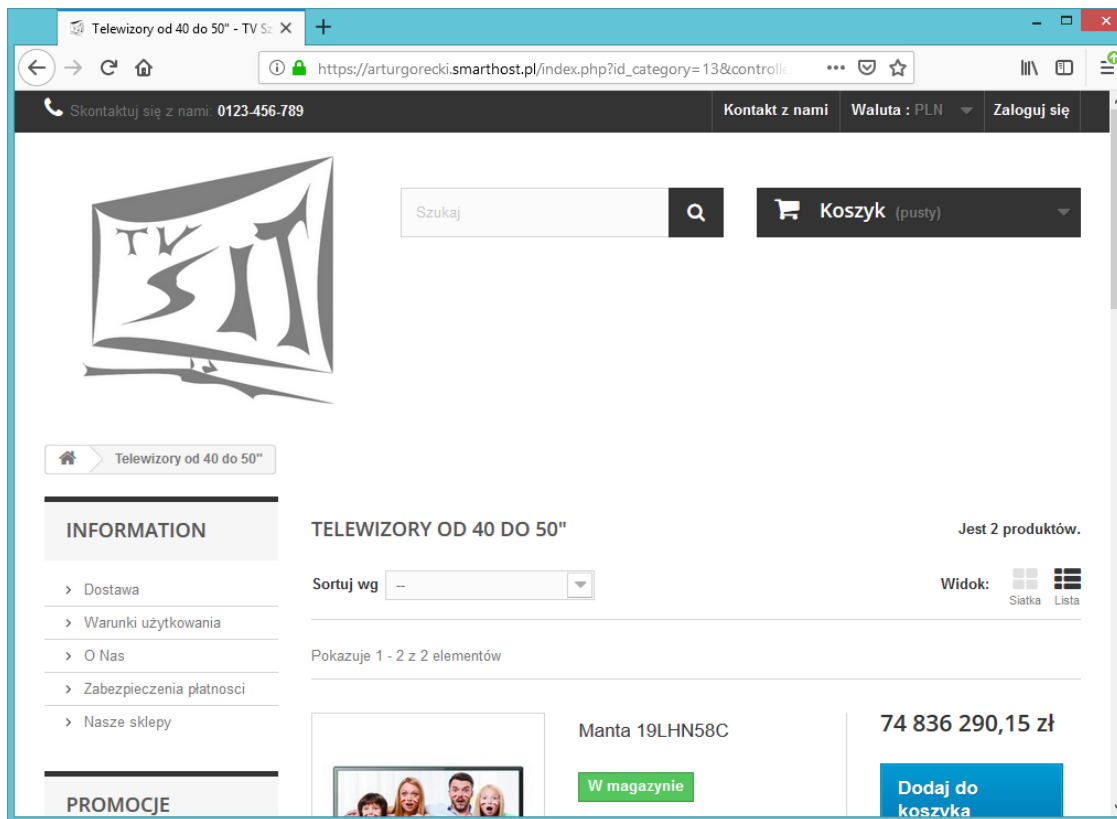 Telewizory od 40 do 50" - TV Sz
https://arturgorecki.smarthost.pl/index.php?id_category=13&controlle
Skontaktuj się z nami: 0123-456-789
Kontakt z nami
Waluta : PLN
Zaloguj się
TV
SIT
Szukaj
Koszyk (pusty)
Telewizory od 40 do 50"
INFORMATION
Dostawa
Warunki użytkowania
O Nas
Zabezpieczenia płatnosci
Nasze sklepy
PROMOCJE
TELEWIZORY OD 40 DO 50"
Jest 2 produktów.
Sortuj wg --
Widok:
Siatka
Lista
Pokazuje 1 - 2 z 2 elementów
Manta 19LHN58C
W magazynie
74 836 290,15 zł
Dodaj do
koszyka